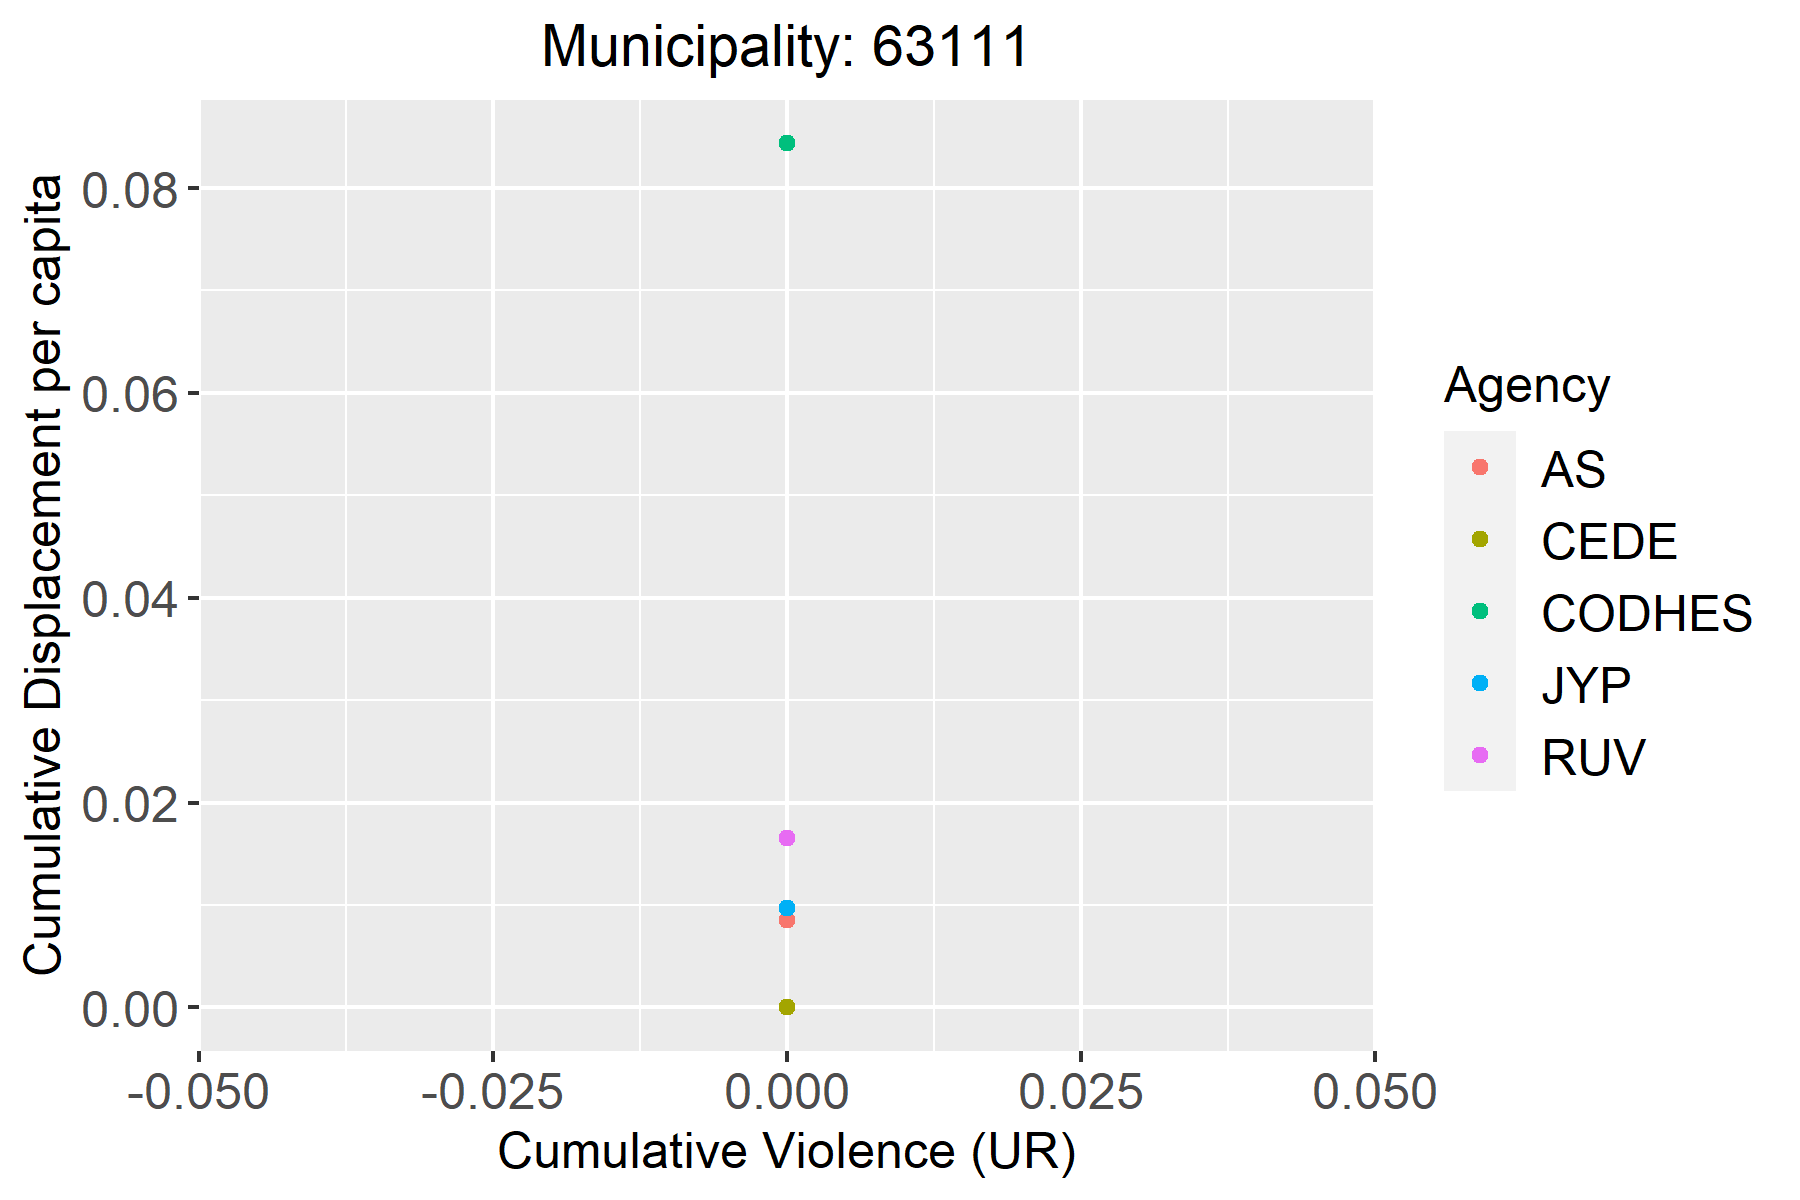 Municipality: 63111
Cumulative Displacement per capita
0.08
0.06
0.04
0.02
0.00
-0.050
-0.025
0.000
0.025
0.050
Cumulative Violence (UR)
Agency
AS
CEDE
CODHES
JYP
RUV